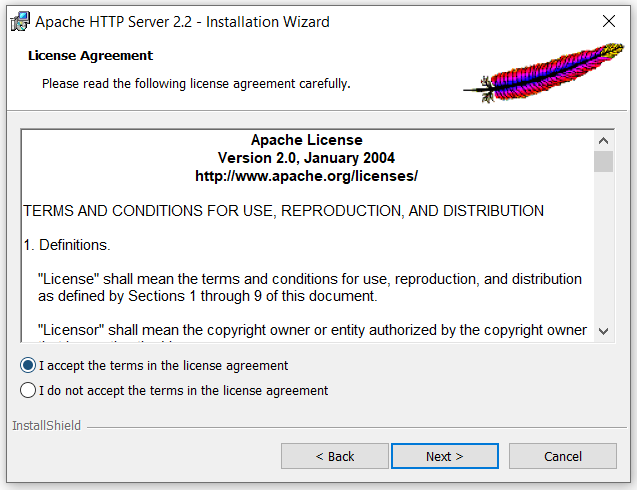 Apache HTTP Server 2.2 - Installation Wizard
License Agreement
Please read the following license agreement carefully.
Apache License
Version 2.0, January 2004
http://www.apache.org/licenses/
TERMS AND CONDITIONS FOR USE, REPRODUCTION, AND DISTRIBUTION
1. Definitions.
"License" shall mean the terms and conditions for use, reproduction, and distribution
as defined by Sections 1 through 9 of this document.
"Licensor" shall mean the copyright owner or entity authorized by the copyright owner
I accept the terms in the license agreement
I do not accept the terms in the license agreement
InstallShield
< Back
Next >
Cancel